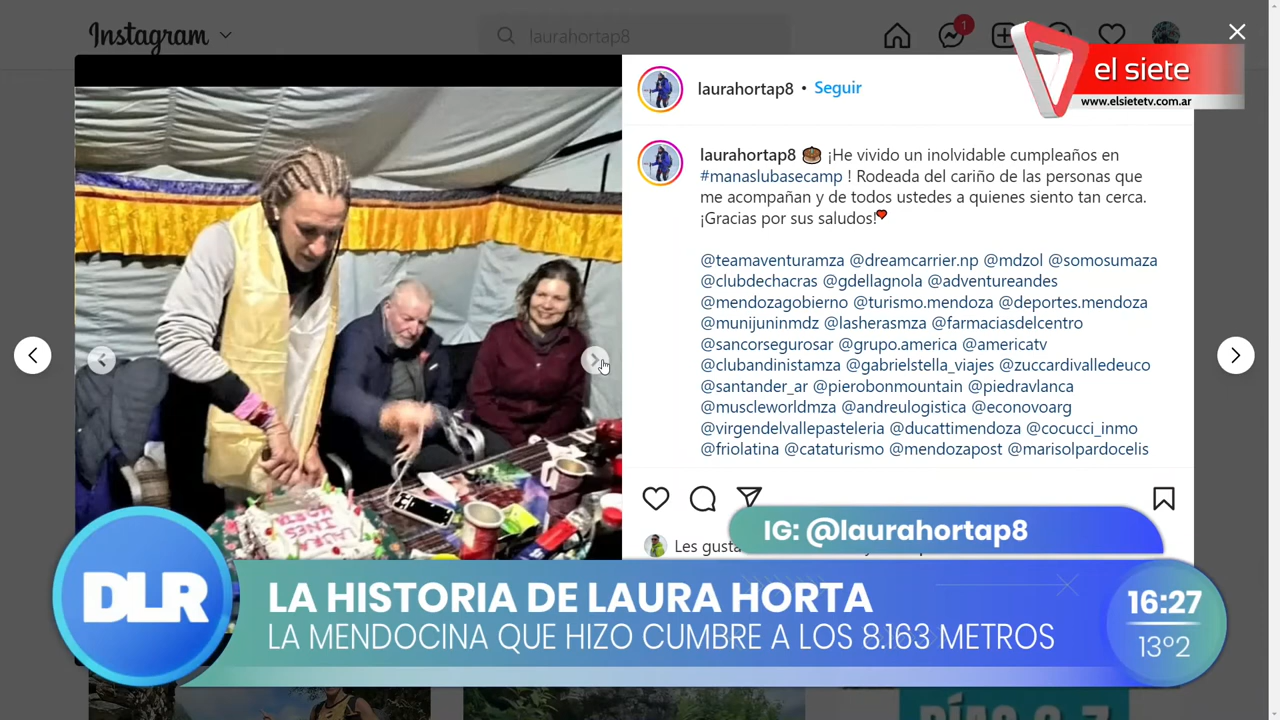 Instagram
laurahortap8
1
el siete
www.elsietetv.com.ar
laurahortap8 • Seguir
laurahortap8 ¡He vivido un inolvidable cumpleaños en
#manaslubasecamp ! Rodeada del cariño de las personas que
me acompañan y de todos ustedes a quienes siento tan cerca.
¡Gracias por sus saludos!
@teamaventuramza @dreamcarrier.np @mdzol @somosumaza
@clubdechacras @gdellagnola @adventureandes
@mendozagobierno @turismo.mendoza @deportes.mendoza
@munijuninmdz @lasherasmza @farmaciasdelcentro
@sancorsegurosar @grupo.america @americatv
@clubandinistamza @gabrielstella_viajes @zuccardivalledeuco
@santander_ar @pierobonmountain @piedravlanca
@muscleworldmza @andreulogistica @econovoarg
@virgendelvallepasteleria @ducattimendoza @cocucci_inmo
@friolatina @cataturismo @mendozapost @marisolpardocelis
LAURA
INES
HORTA
Les gusta
IG: @laurahortap8
DLR
LA HISTORIA DE LAURA HORTA
LA MENDOCINA QUE HIZO CUMBRE A LOS 8.163 METROS
16:27
13º2